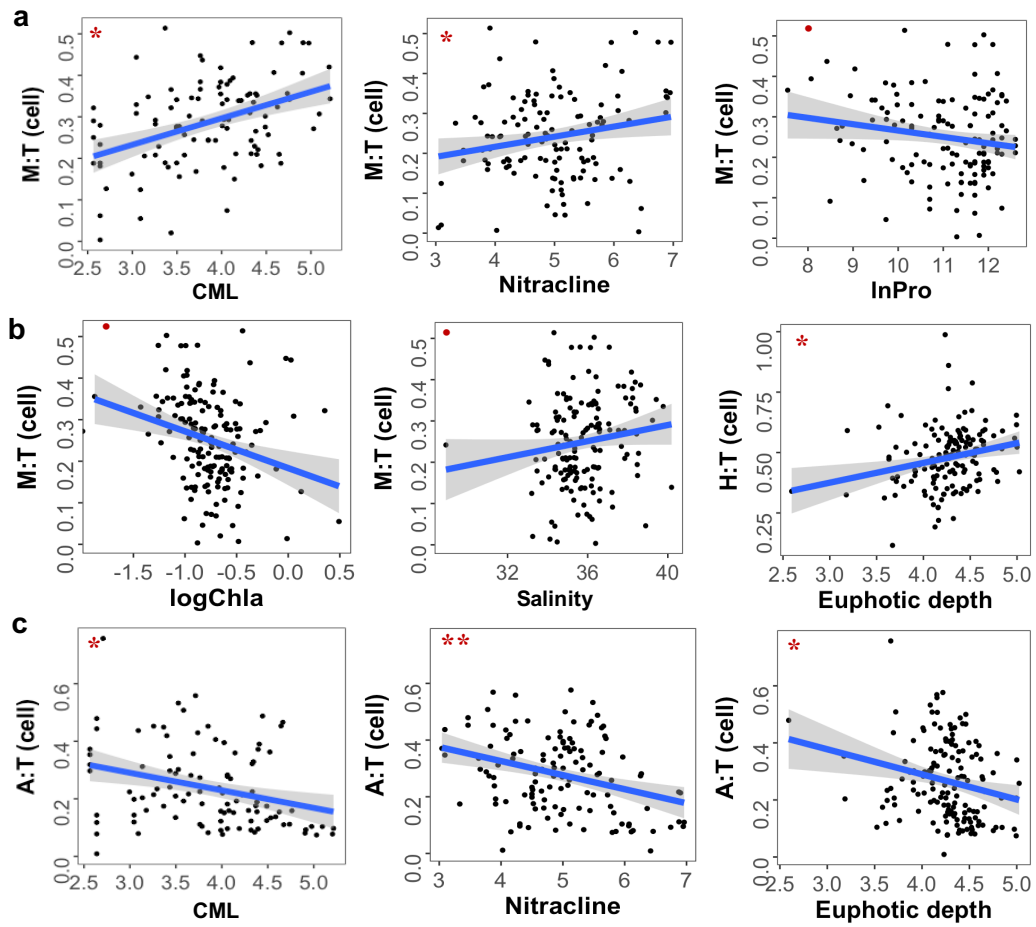 a
*
M:T (cell)
0.5
0.4
0.3
0.2
0.1
0.0
2.5 3.0 3.5 4.0 4.5 5.0
CML
*
M:T (cell)
0.5
0.4
0.3
0.2
0.1
0.0
3 4 5 6 7
Nitracline
M:T (cell)
0.5
0.4
0.3
0.2
0.1
0.0
8 9 10 11 12
lnPro
b
M:T (cell)
0.5
0.4
0.3
0.2
0.1
0.0
-1.5 -1.0 -0.5 0.0 0.5
logChla
M:T (cell)
0.5
0.4
0.3
0.2
0.1
0.0
32 36 40
Salinity
*
H:T (cell)
1.00
0.75
0.50
0.25
2.5 3.0 3.5 4.0 4.5 5.0
Euphotic depth
c
*
A:T (cell)
0.6
0.4
0.2
0.0
2.5 3.0 3.5 4.0 4.5 5.0
CML
**
A:T (cell)
0.6
0.4
0.2
0.0
3 4 5 6 7
Nitracline
*
A:T (cell)
0.6
0.4
0.2
0.0
2.5 3.0 3.5 4.0 4.5 5.0
Euphotic depth